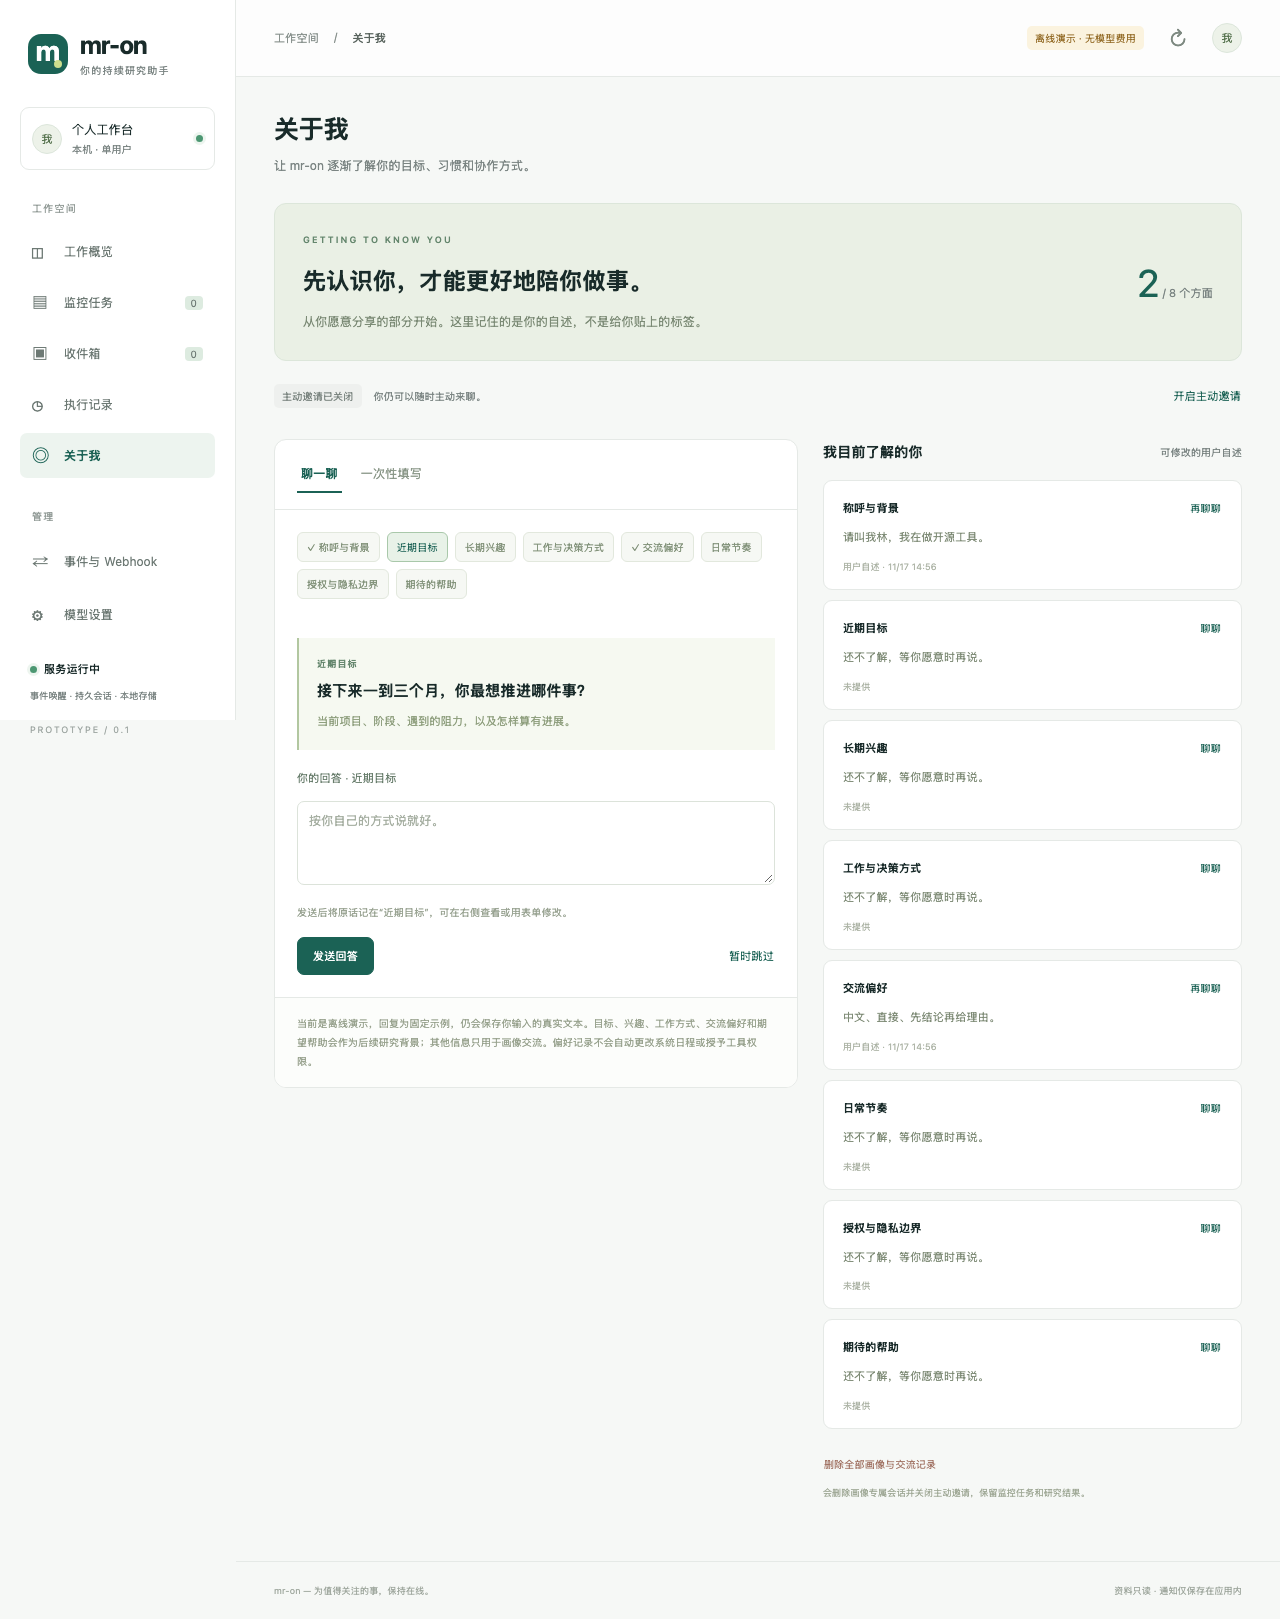 m mr-on
你的持续研究助手
我 个人工作台
本机 · 单用户
工作空间
工作概览
监控任务 0
收件箱 0
执行记录
关于我
管理
事件与 Webhook
模型设置
服务运行中
事件唤醒 · 持久会话 · 本地存储
PROTOTYPE / 0.1
工作空间 / 关于我
离线演示 · 无模型费用
我
关于我
让 mr-on 逐渐了解你的目标、习惯和协作方式。
GETTING TO KNOW YOU
先认识你，才能更好地陪你做事。
从你愿意分享的部分开始。这里记住的是你的自述，不是给你贴上的标签。
2 / 8 个方面
主动邀请已关闭 你仍可以随时主动来聊。
开启主动邀请
聊一聊 一次性填写
✓ 称呼与背景 近期目标 长期兴趣 工作与决策方式 ✓ 交流偏好 日常节奏
授权与隐私边界 期待的帮助
近期目标
接下来一到三个月，你最想推进哪件事？
当前项目、阶段、遇到的阻力，以及怎样算有进展。
你的回答 · 近期目标
按你自己的方式说就好。
发送后将原话记在“近期目标”，可在右侧查看或用表单修改。
发送回答 暂时跳过
当前是离线演示，回复为固定示例，仍会保存你输入的真实文本。目标、兴趣、工作方式、交流偏好和期
望帮助会作为后续研究背景；其他信息只用于画像交流。偏好记录不会自动更改系统日程或授予工具权
限。
我目前了解的你 可修改的用户自述
称呼与背景 再聊聊
请叫我林，我在做开源工具。
用户自述 · 11/17 14:56
近期目标 聊聊
还不了解，等你愿意时再说。
未提供
长期兴趣 聊聊
还不了解，等你愿意时再说。
未提供
工作与决策方式 聊聊
还不了解，等你愿意时再说。
未提供
交流偏好 再聊聊
中文、直接、先结论再给理由。
用户自述 · 11/17 14:56
日常节奏 聊聊
还不了解，等你愿意时再说。
未提供
授权与隐私边界 聊聊
还不了解，等你愿意时再说。
未提供
期待的帮助 聊聊
还不了解，等你愿意时再说。
未提供
删除全部画像与交流记录
会删除画像专属会话并关闭主动邀请，保留监控任务和研究结果。
mr-on — 为值得关注的事，保持在线。
资料只读 · 通知仅保存在应用内